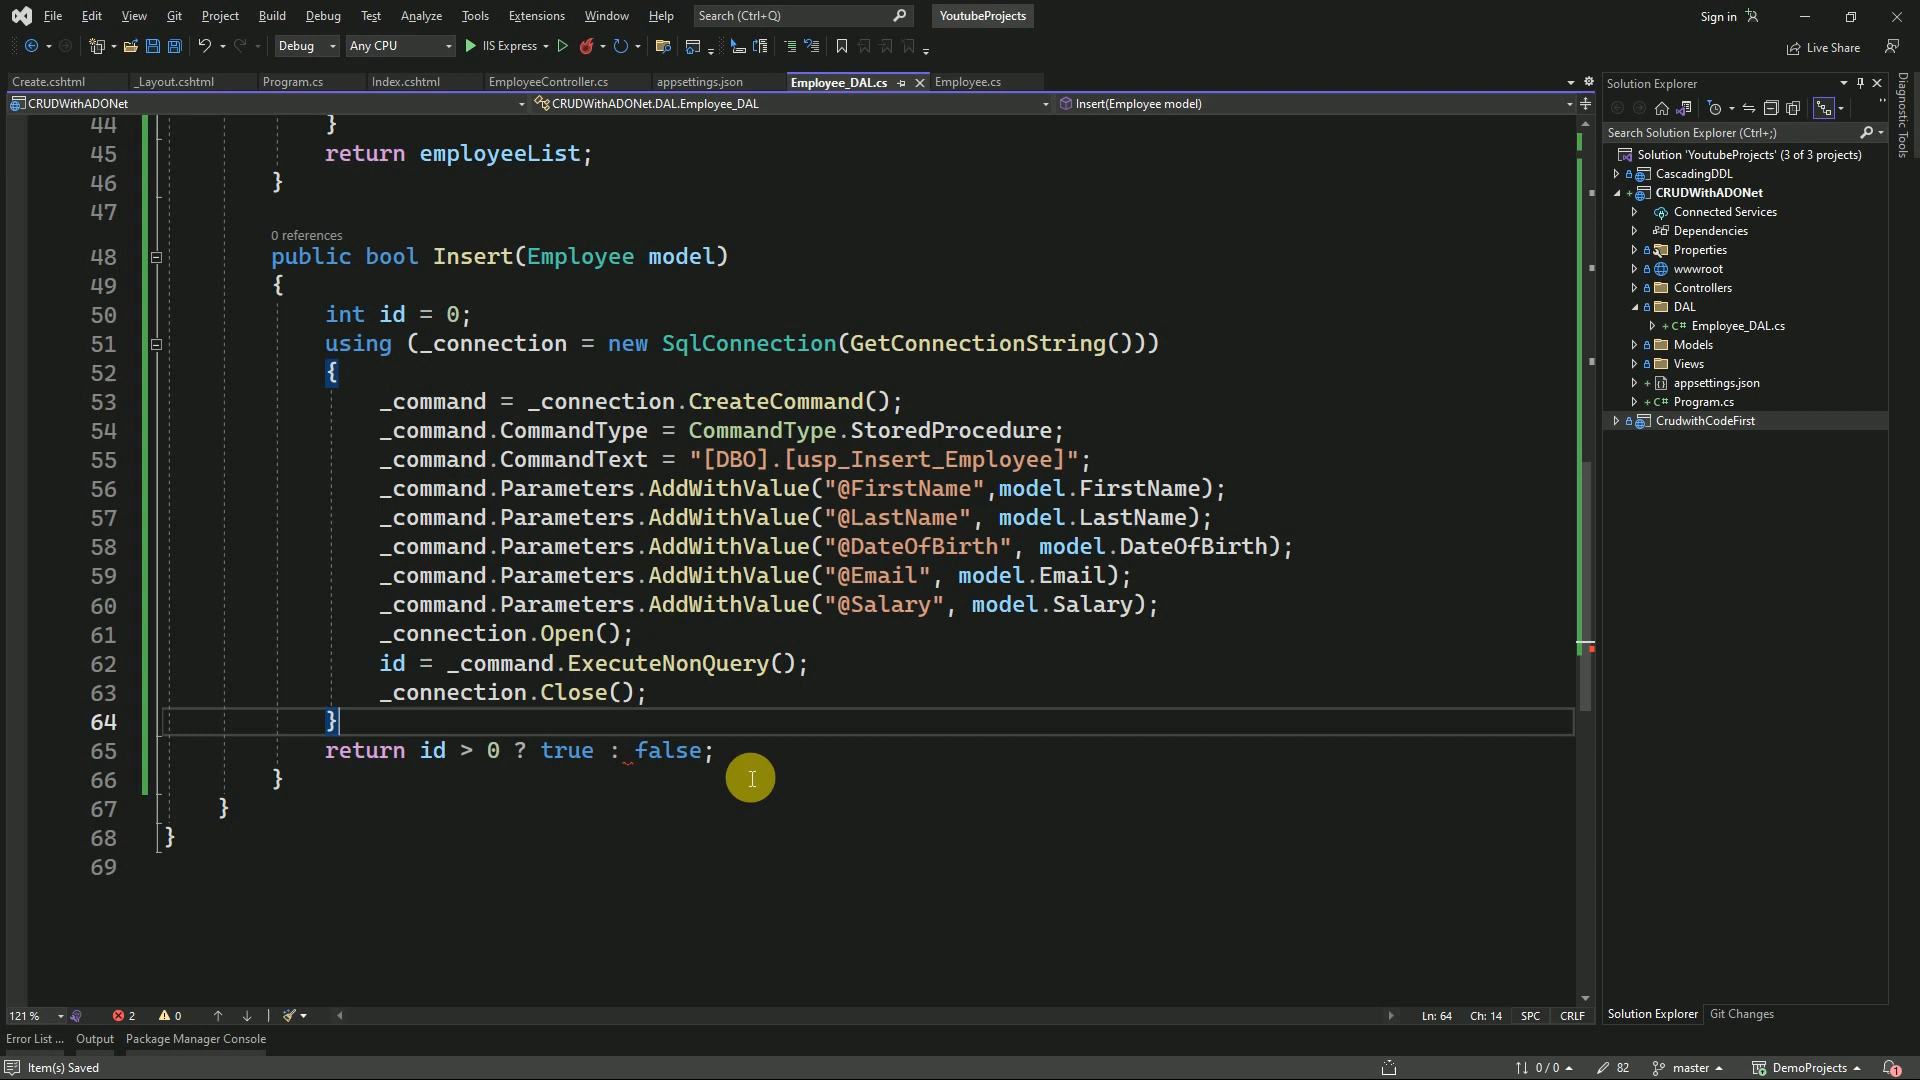 File Edit View Git Project Build Debug Test Analyze Tools Extensions Window Help Search (Ctrl+Q) YoutubeProjects Sign in
Debug Any CPU IIS Express Live Share
Create.cshtml _Layout.cshtml Program.cs Index.cshtml EmployeeController.cs appsettings.json Employee_DAL.cs Employee.cs
CRUDWithADONet CRUDWithADONet.DAL.Employee_DAL Insert(Employee model)
44 }
45 return employeeList;
46 }
47
0 references
48 public bool Insert(Employee model)
49 {
50 int id = 0;
51 using (_connection = new SqlConnection(GetConnectionString()))
52 {
53 _command = _connection.CreateCommand();
54 _command.CommandType = CommandType.StoredProcedure;
55 _command.CommandText = "[DBO].[usp_Insert_Employee]";
56 _command.Parameters.AddWithValue("@FirstName",model.FirstName);
57 _command.Parameters.AddWithValue("@LastName", model.LastName);
58 _command.Parameters.AddWithValue("@DateOfBirth", model.DateOfBirth);
59 _command.Parameters.AddWithValue("@Email", model.Email);
60 _command.Parameters.AddWithValue("@Salary", model.Salary);
61 _connection.Open();
62 id = _command.ExecuteNonQuery();
63 _connection.Close();
64 }
65 return id > 0 ? true : false;
66 }
67 }
68 }
69
121 % 2 0 Ln: 64 Ch: 14 SPC CRLF
Solution Explorer
Search Solution Explorer (Ctrl+;)
Solution 'YoutubeProjects' (3 of 3 projects)
CascadingDDL
CRUDWithADONet
Connected Services
Dependencies
Properties
wwwroot
Controllers
DAL
C# Employee_DAL.cs
Models
Views
appsettings.json
C# Program.cs
CrudwithCodeFirst
Solution Explorer Git Changes
Diagnostic Tools
Error List ... Output Package Manager Console
Item(s) Saved 0 / 0 82 master DemoProjects 1